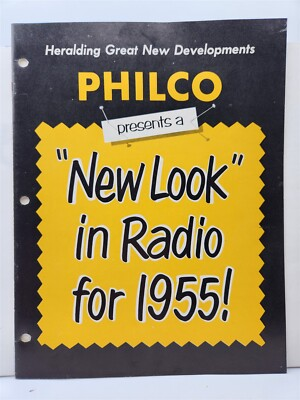 Heralding Great New Developments
PHILCO
presents a
"New Look"
in Radio
for 1955!